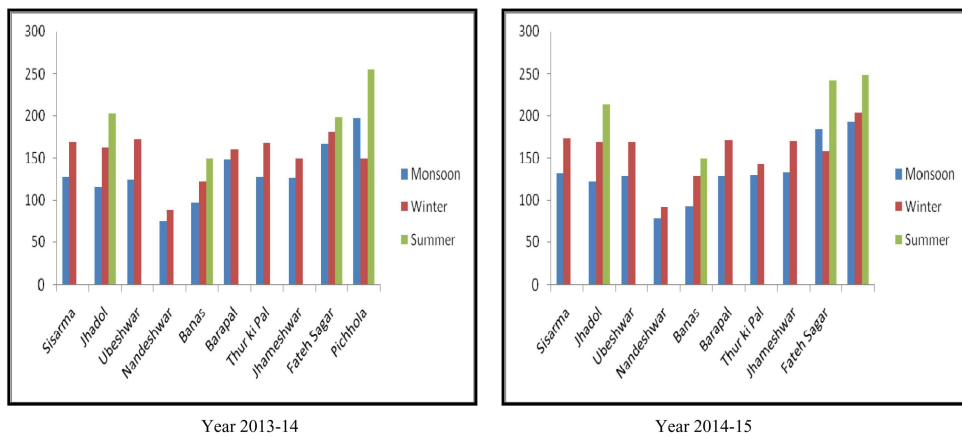 300
250
200
150
100
50
0
Sisarma
Jhadol
Ubeshwar
Nandeshwar
Banas
Barapal
Thur ki Pal
Jhameshwar
Fateh Sagar
Pichhola
Monsoon
Winter
Summer
Year 2013-14
300
250
200
150
100
50
0
Sisarma
Jhadol
Ubeshwar
Nandeshwar
Banas
Barapal
Thur ki Pal
Jhameshwar
Fateh Sagar
Monsoon
Winter
Summer
Year 2014-15